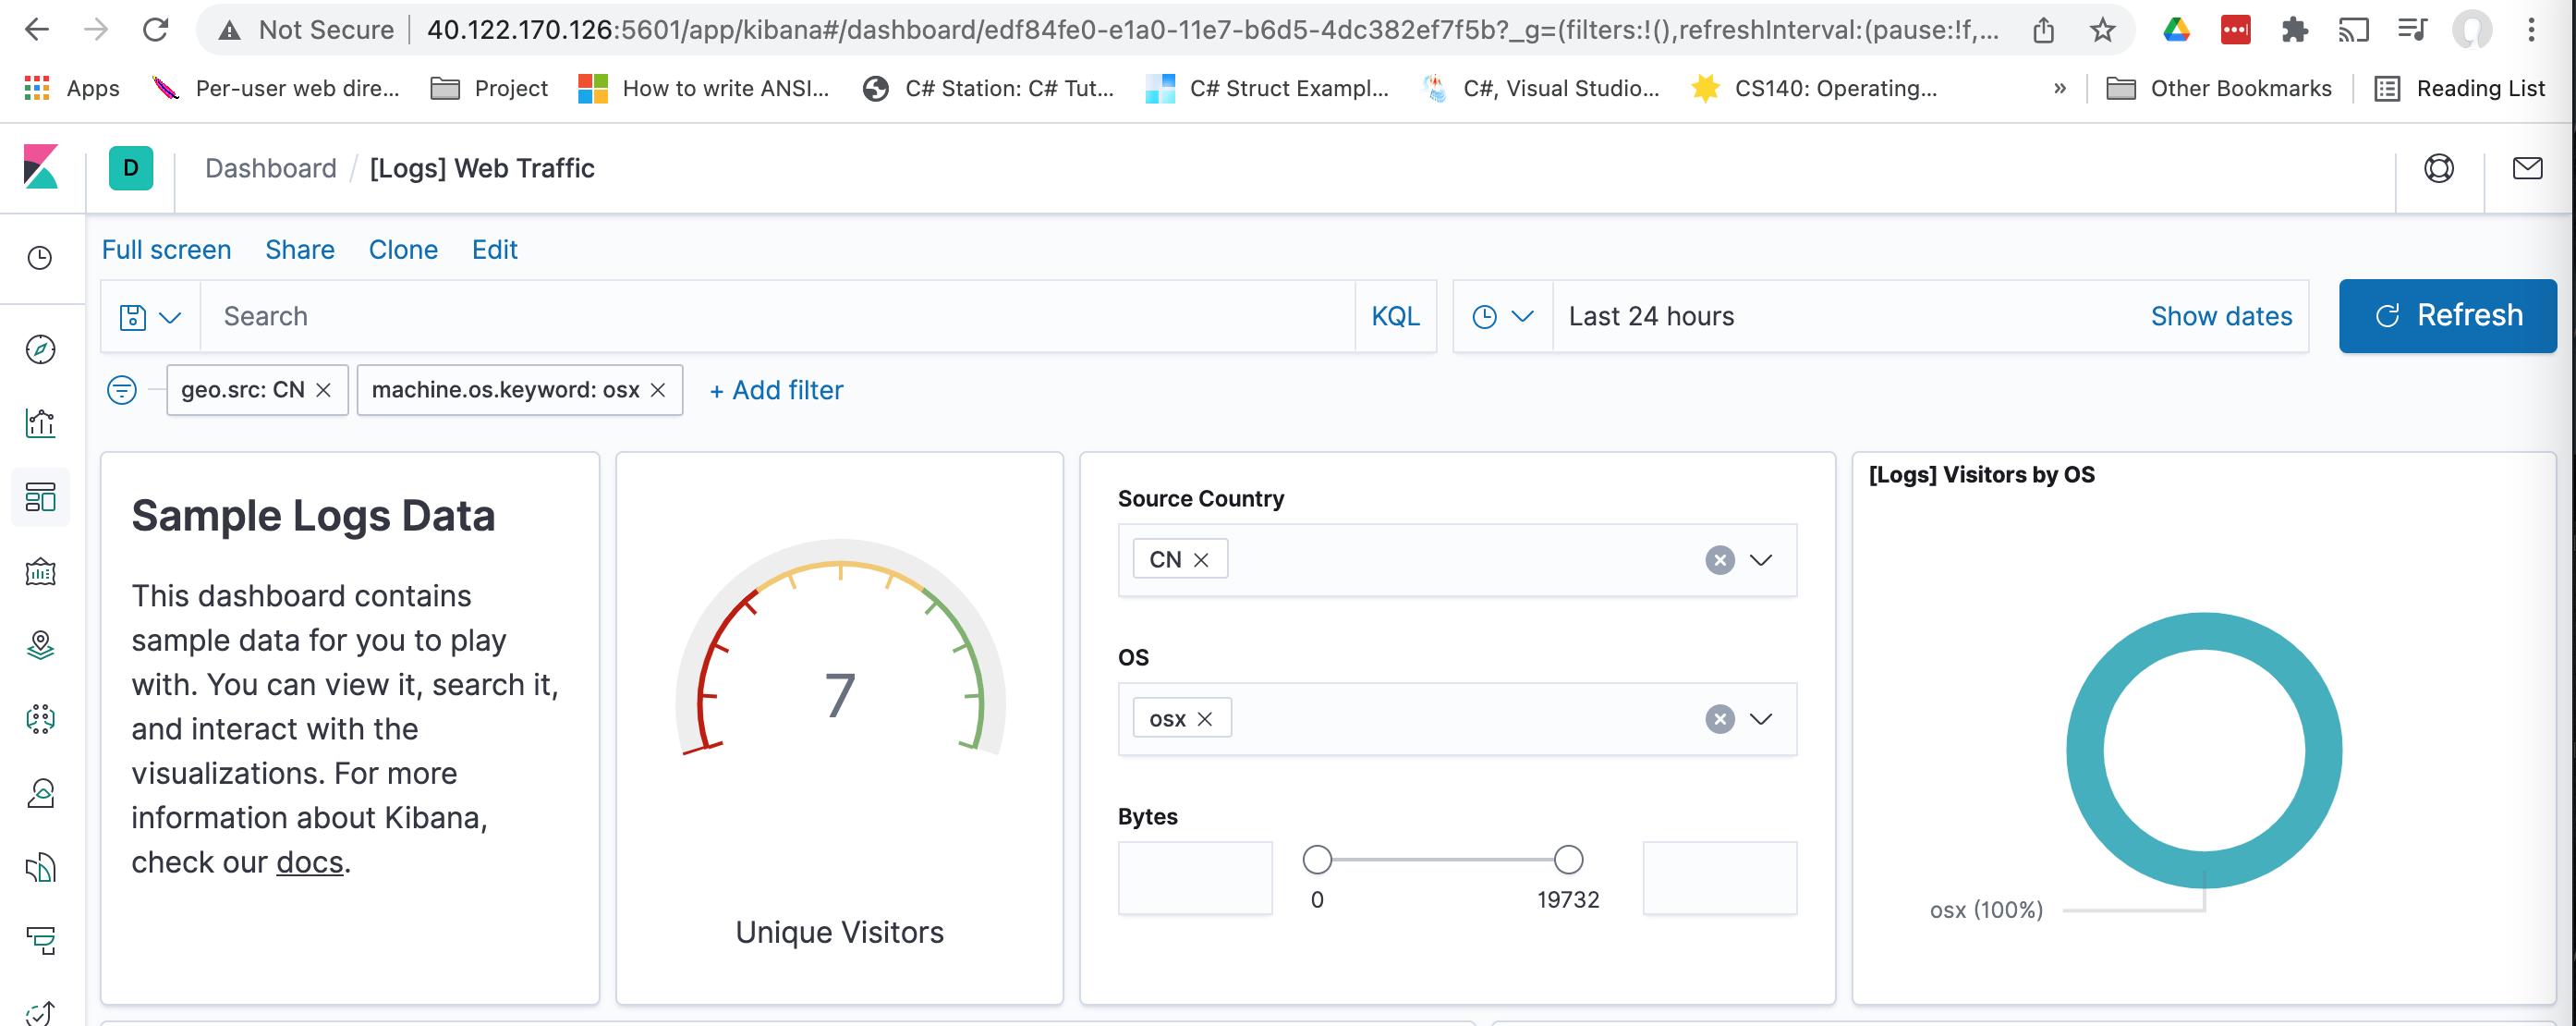 Not Secure 40.122.170.126:5601/app/kibana#/dashboard/edf84fe0-e1a0-11e7-b6d5-4dc382ef7f5b?_g=(filters:!(),refreshInterval:(pause:!f,...
Apps Per-user web dire... Project How to write ANSI... C# Station: C# Tut... C# Struct Exampl... C#, Visual Studio... CS140: Operating... » Other Bookmarks Reading List
D Dashboard / [Logs] Web Traffic
Full screen Share Clone Edit
Search KQL Last 24 hours Show dates Refresh
geo.src: CN × machine.os.keyword: osx × + Add filter
Sample Logs Data
This dashboard contains
sample data for you to play
with. You can view it, search it,
and interact with the
visualizations. For more
information about Kibana,
check our docs.
7
Unique Visitors
Source Country
CN ×
OS
osx ×
Bytes
0 19732
[Logs] Visitors by OS
osx (100%)